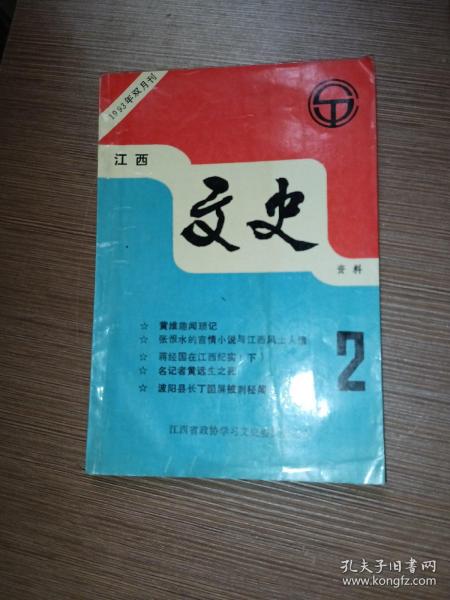 1993年双月刊
江西
文史
资料
☆ 黄维趣闻琐记
☆ 张恨水的言情小说与江西风土人情
☆ 蒋经国在江西纪实(下)
☆ 名记者黄远生之死
☆ 波阳县长丁国屏被刺秘闻
2
江西省政协学习文史
孔夫子旧书网
www.kongfz.com